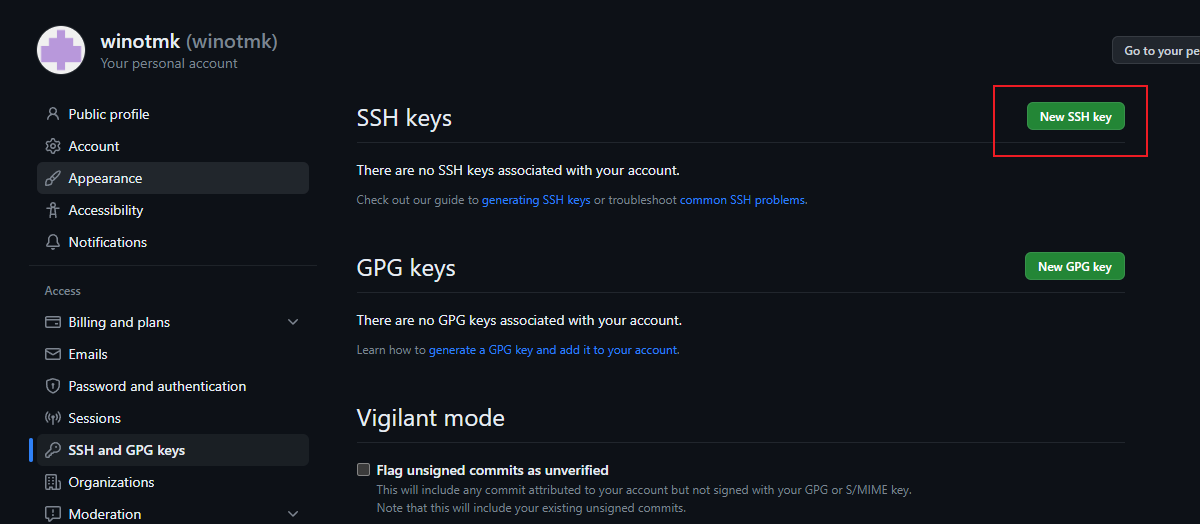 winotmk (winotmk)
Your personal account
Go to your pe
Public profile
Account
Appearance
Accessibility
Notifications
Access
Billing and plans
Emails
Password and authentication
Sessions
SSH and GPG keys
Organizations
Moderation
SSH keys
New SSH key
There are no SSH keys associated with your account.
Check out our guide to generating SSH keys or troubleshoot common SSH problems.
GPG keys
New GPG key
There are no GPG keys associated with your account.
Learn how to generate a GPG key and add it to your account.
Vigilant mode
Flag unsigned commits as unverified
This will include any commit attributed to your account but not signed with your GPG or S/MIME key.
Note that this will include your existing unsigned commits.